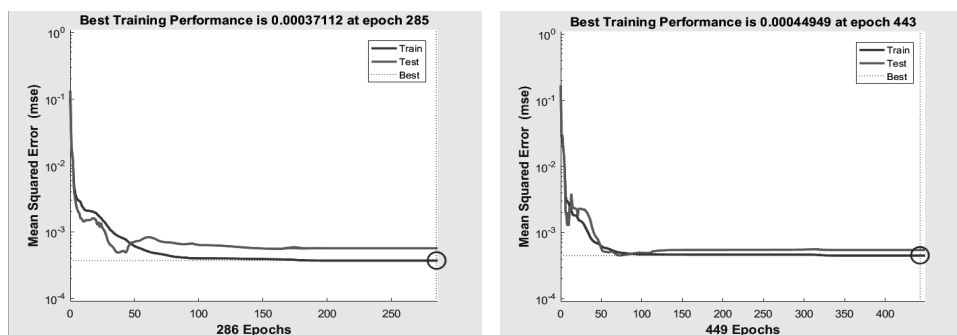 Best Training Performance is 0.00037112 at epoch 285
10^0
10^-1
10^-2
10^-3
10^-4
Mean Squared Error (mse)
Train
Test
Best
0 50 100 150 200 250
286 Epochs
Best Training Performance is 0.00044949 at epoch 443
10^0
10^-1
10^-2
10^-3
10^-4
Mean Squared Error (mse)
Train
Test
Best
0 50 100 150 200 250 300 350 400
449 Epochs